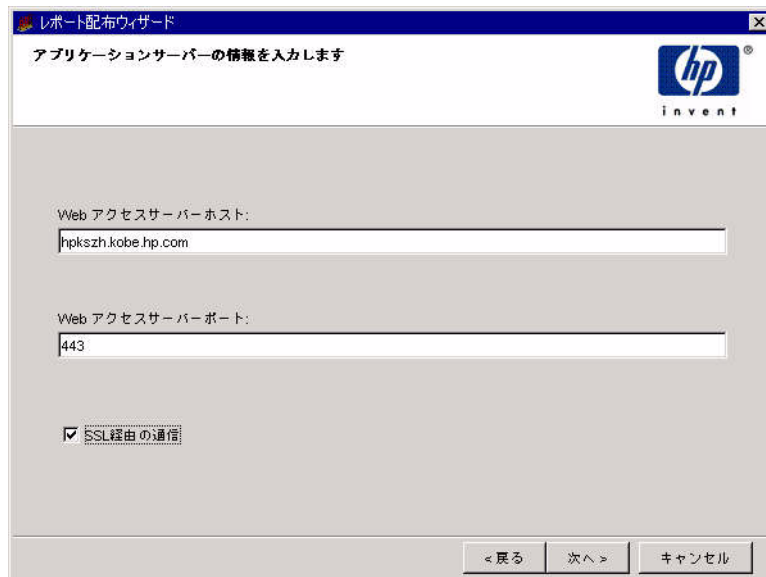 レポート配布ウィザード
アプリケーションサーバーの情報を入力します
hp
®
invent
Web アクセスサーバーホスト:
hpkszh.kobe.hp.com
Web アクセスサーバーポート:
443
SSL経由の通信
<戻る 次へ> キャンセル